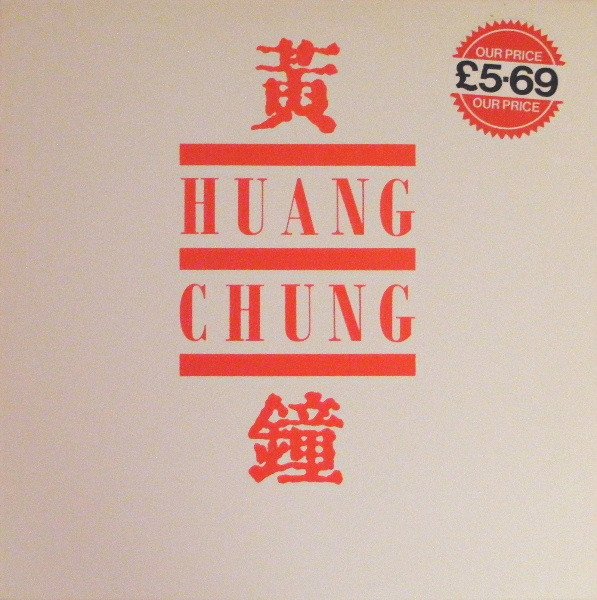 黃
HUANG
CHUNG
鐘
OUR PRICE
£5·69
OUR PRICE